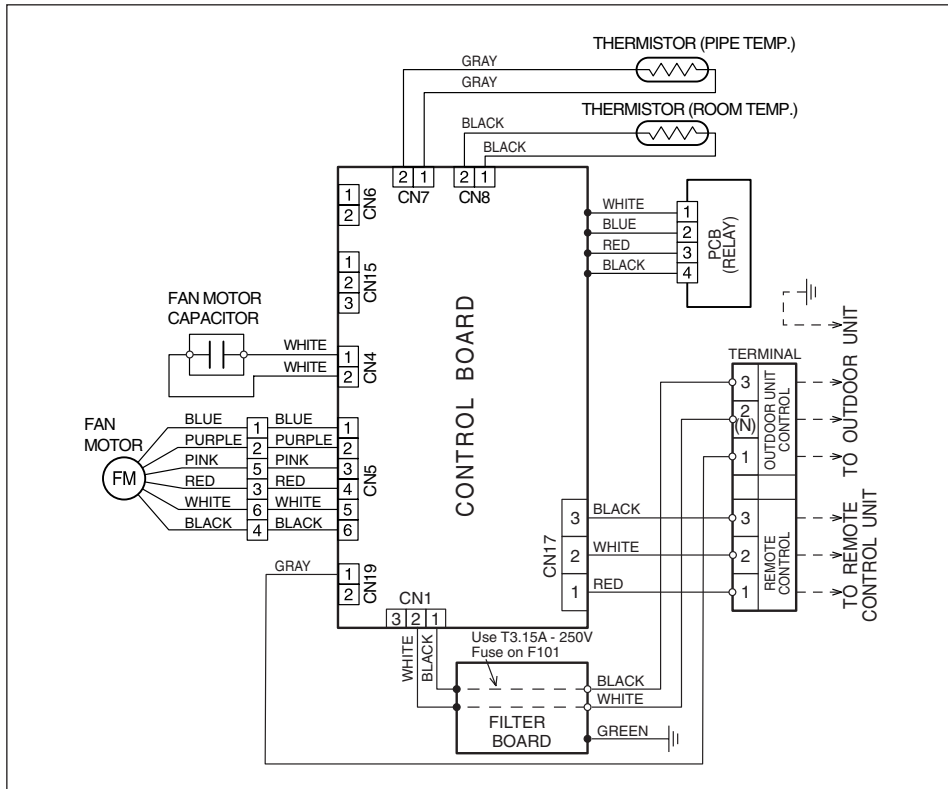 THERMISTOR (PIPE TEMP.)
GRAY
GRAY
THERMISTOR (ROOM TEMP.)
BLACK
BLACK
2 1
CN7
2 1
CN8
1
2
CN6
1
2
3
CN15
WHITE
BLUE
RED
BLACK
1
2
3
4
PCB
(RELAY)
FAN MOTOR
CAPACITOR
WHITE
WHITE
1
2
CN4
CONTROL BOARD
TERMINAL
3
2
(N)
1
OUTDOOR UNIT
CONTROL
TO OUTDOOR UNIT
FAN
MOTOR
FM
BLUE 1 BLUE 1
PURPLE 2 PURPLE 2
PINK 5 PINK 3
RED 3 RED 4
WHITE 6 WHITE 5
BLACK 4 BLACK 6
CN5
CN17
3 BLACK
2 WHITE
1 RED
3
2
1
REMOTE
CONTROL
TO REMOTE
CONTROL UNIT
GRAY
1
2
CN19
CN1
3 2 1
WHITE
BLACK
Use T3.15A - 250V
Fuse on F101
FILTER
BOARD
BLACK
WHITE
GREEN